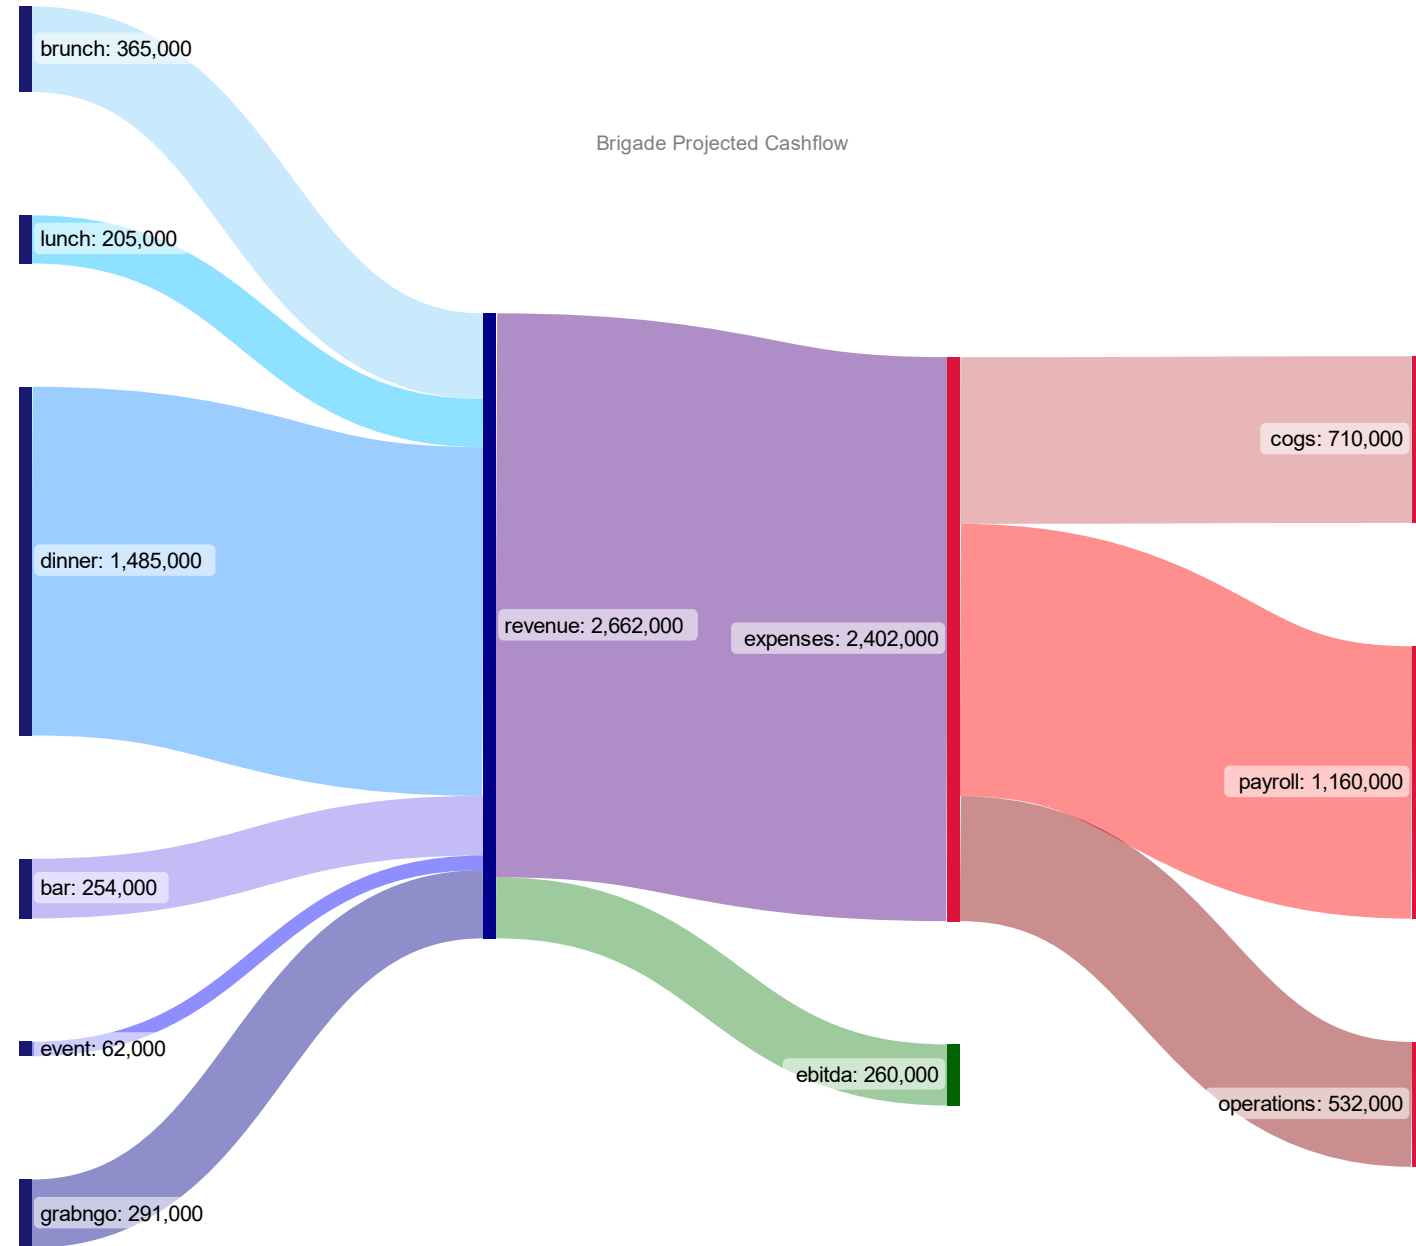 brunch: 365,000
Brigade Projected Cashflow
lunch: 205,000
cogs: 710,000
dinner: 1,485,000
revenue: 2,662,000
expenses: 2,402,000
payroll: 1,160,000
bar: 254,000
event: 62,000
ebitda: 260,000
operations: 532,000
grabngo: 291,000